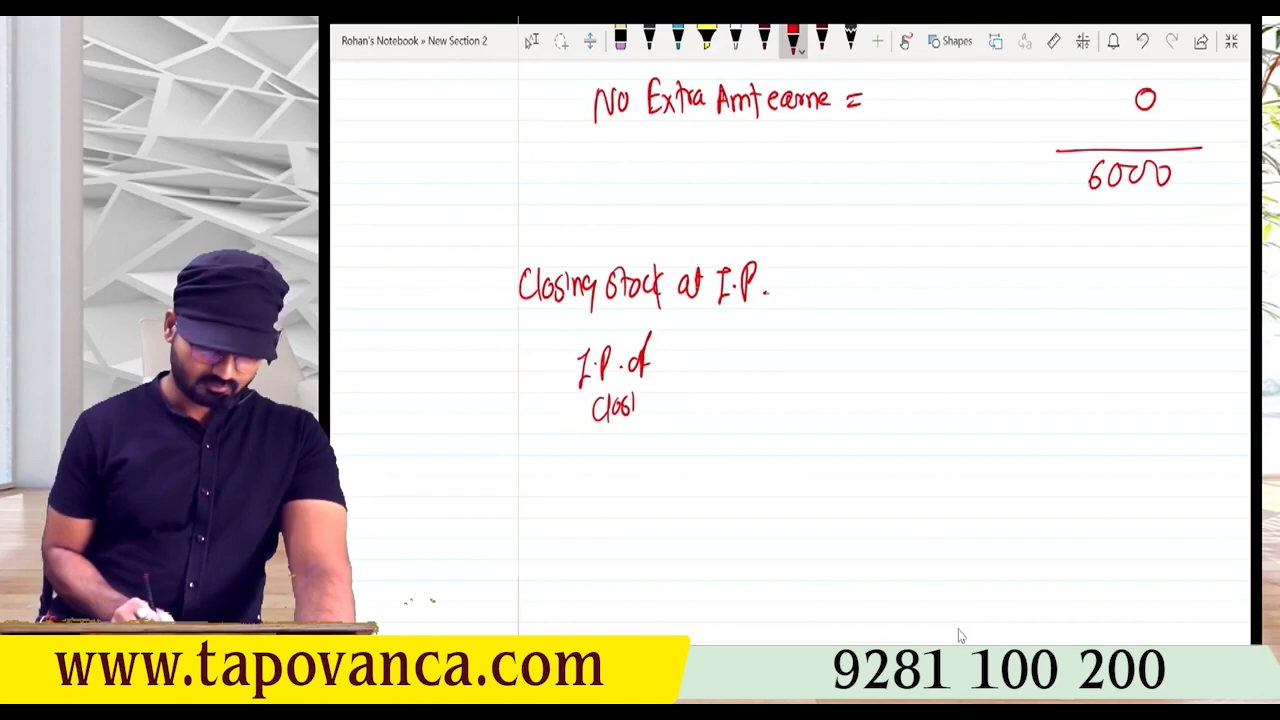 Rohan's Notebook » New Section 2
Shapes
No Extra Amt earne = 0
6000
Closing stock at I.P.
I.P. of
Closi
www.tapovanca.com
9281 100 200